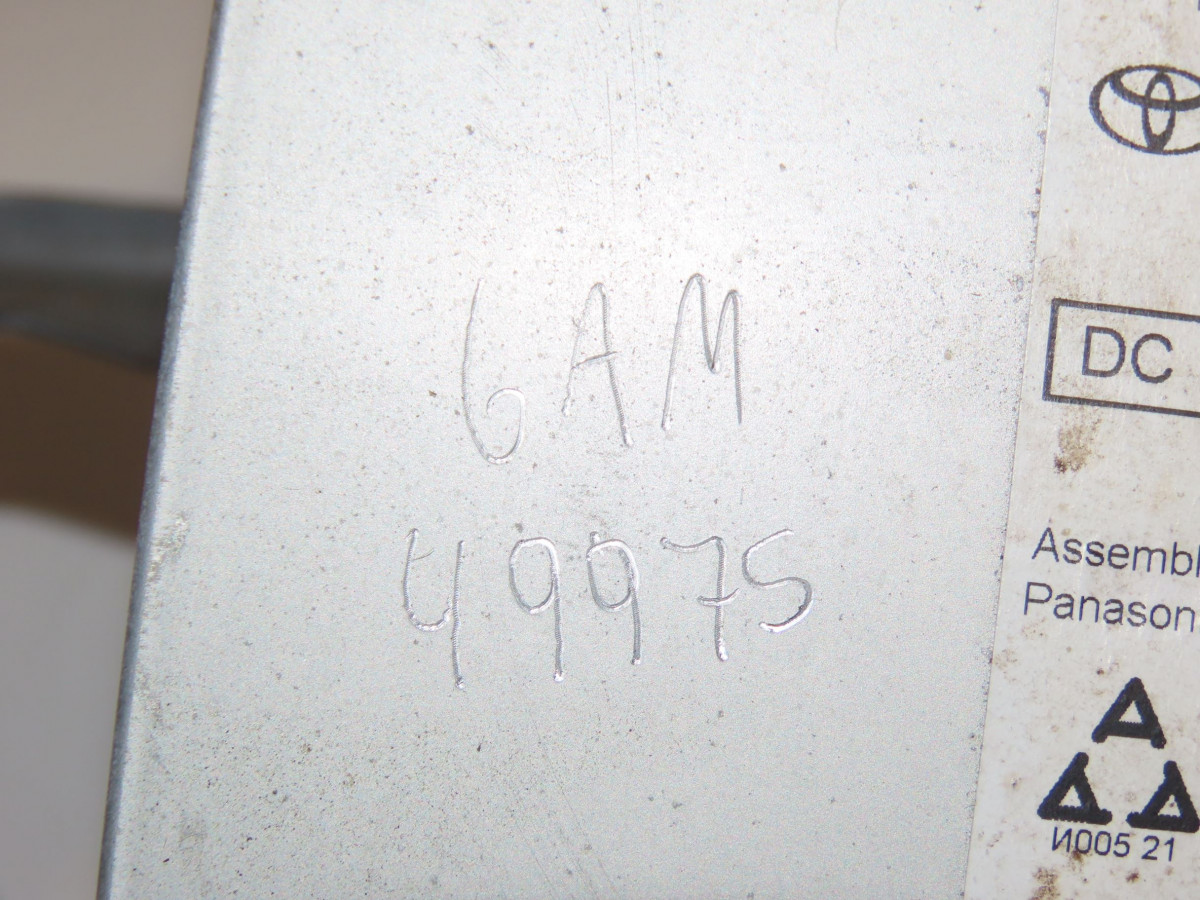 6AM
49975
DC
Assembl
Panason
И005 21